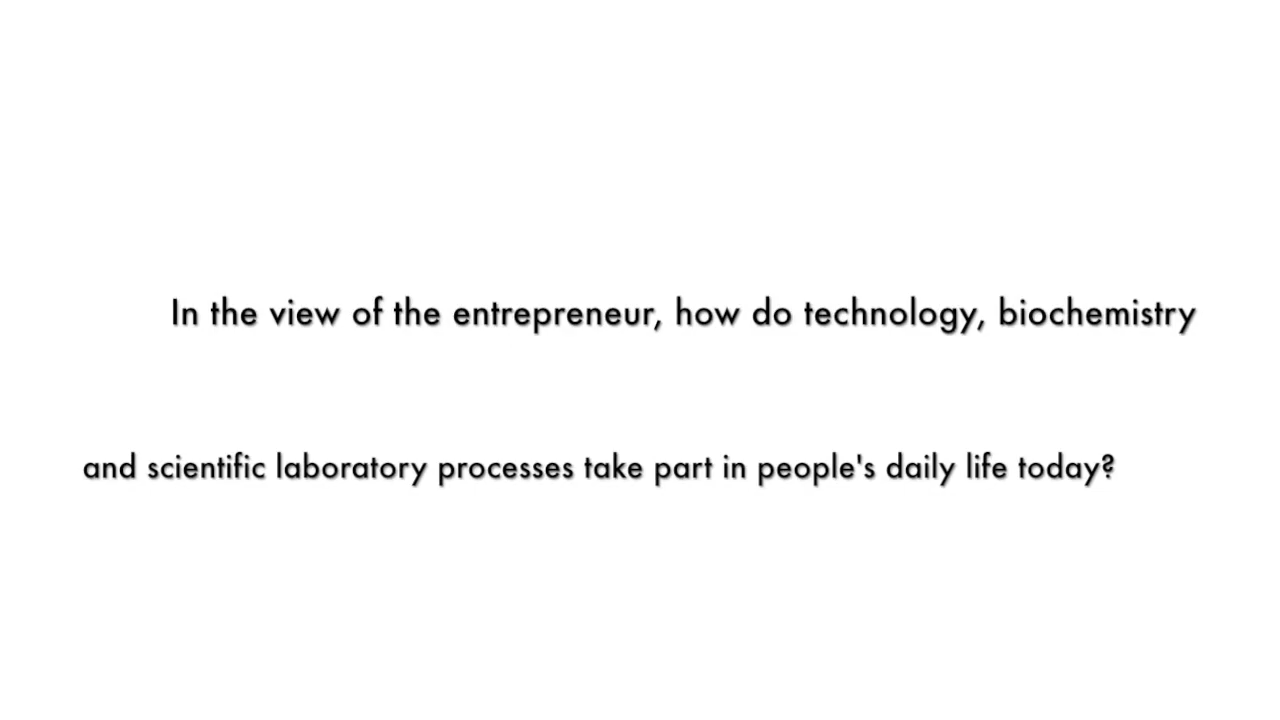 In the view of the entrepreneur, how do technology, biochemistry
and scientific laboratory processes take part in people's daily life today?